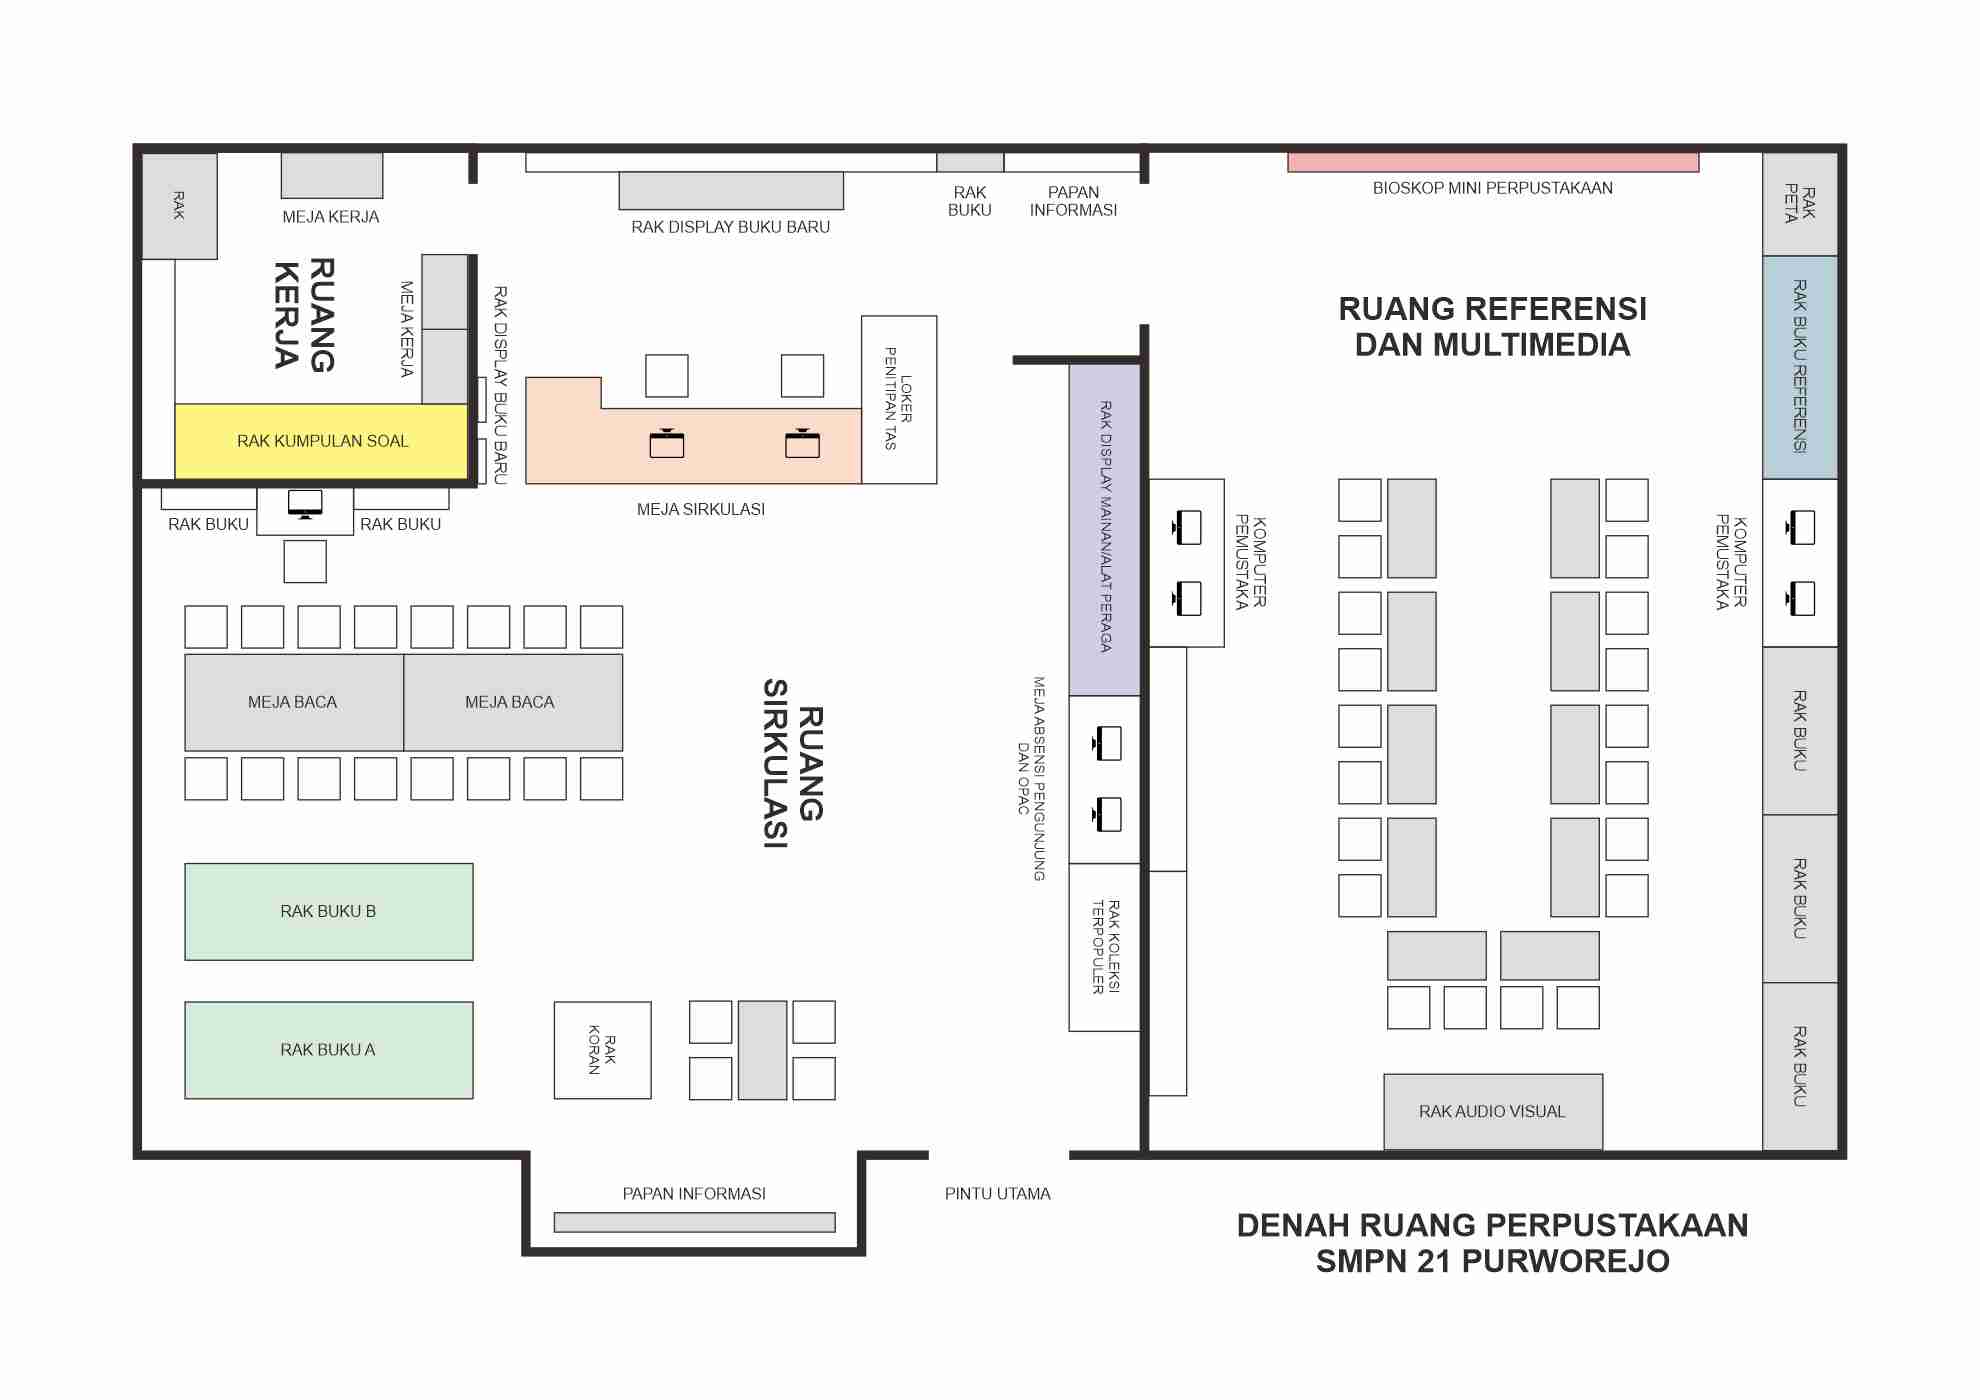 RAK
MEJA KERJA
RUANG
KERJA
MEJA KERJA
RAK KUMPULAN SOAL
RAK DISPLAY BUKU BARU
RAK
BUKU
PAPAN
INFORMASI
RAK DISPLAY BUKU BARU
LOKER
PENITIPAN TAS
MEJA SIRKULASI
RAK BUKU
RAK BUKU
MEJA BACA
MEJA BACA
RUANG
SIRKULASI
RAK BUKU B
RAK BUKU A
RAK
KORAN
PAPAN INFORMASI
PINTU UTAMA
RAK DISPLAY MAINAN/ALAT PERAGA
MEJA ABSENSI PENGUNJUNG
DAN OPAC
RAK KOLEKSI
TERPOPULER
BIOSKOP MINI PERPUSTAKAAN
RUANG REFERENSI
DAN MULTIMEDIA
RAK
PETA
RAK BUKU REFERENSI
KOMPUTER
PEMUSTAKA
KOMPUTER
PEMUSTAKA
RAK BUKU
RAK BUKU
RAK BUKU
RAK AUDIO VISUAL
DENAH RUANG PERPUSTAKAAN
SMPN 21 PURWOREJO